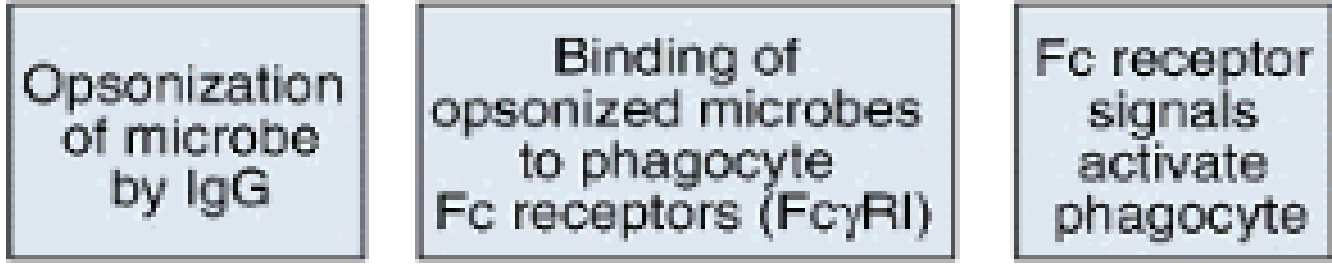 Opsonization
of microbe
by IgG
Binding of
opsonized microbes
to phagocyte
Fc receptors (FcγRI)
Fc receptor
signals
activate
phagocyte